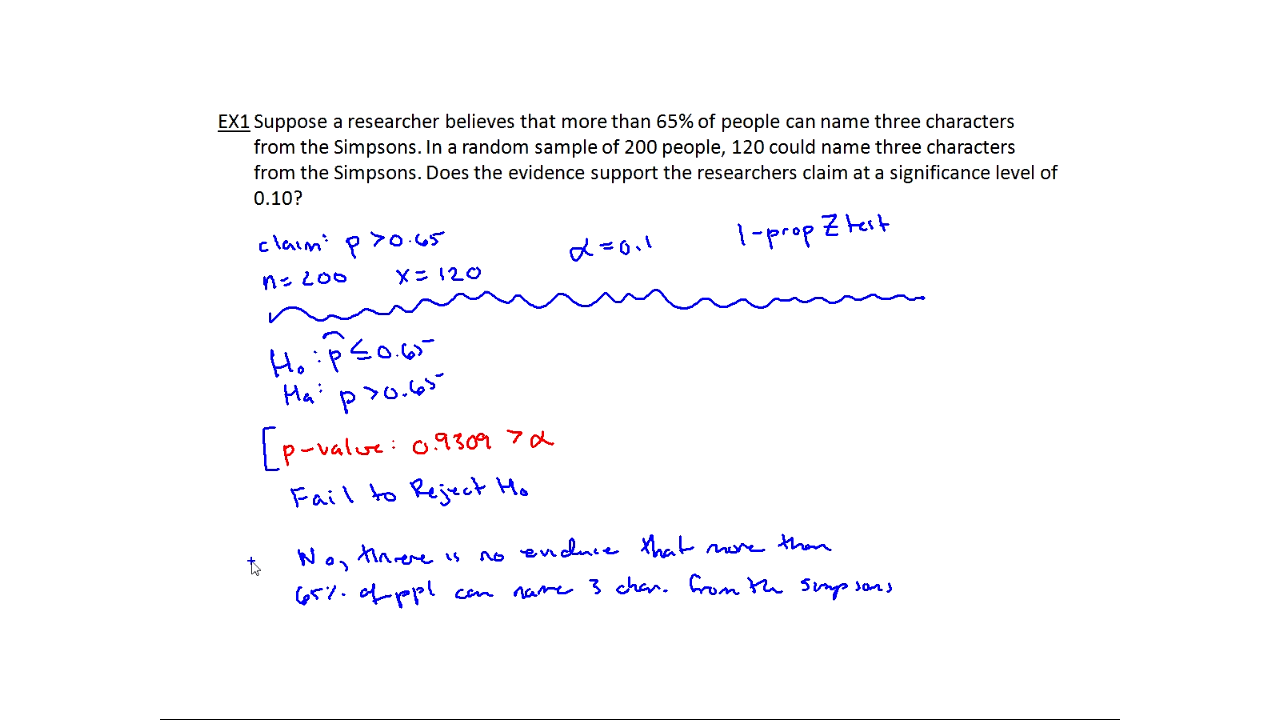 EX1 Suppose a researcher believes that more than 65% of people can name three characters
from the Simpsons. In a random sample of 200 people, 120 could name three characters
from the Simpsons. Does the evidence support the researchers claim at a significance level of
0.10?
claim: p > 0.65 α = 0.1 1-prop Z test
n = 200 x = 120
H₀: p ≤ 0.65
Ha: p > 0.65
p-value: 0.9309 > α
Fail to Reject H₀
No, there is no evidence that more than
65% of ppl can name 3 char. from the simpsons